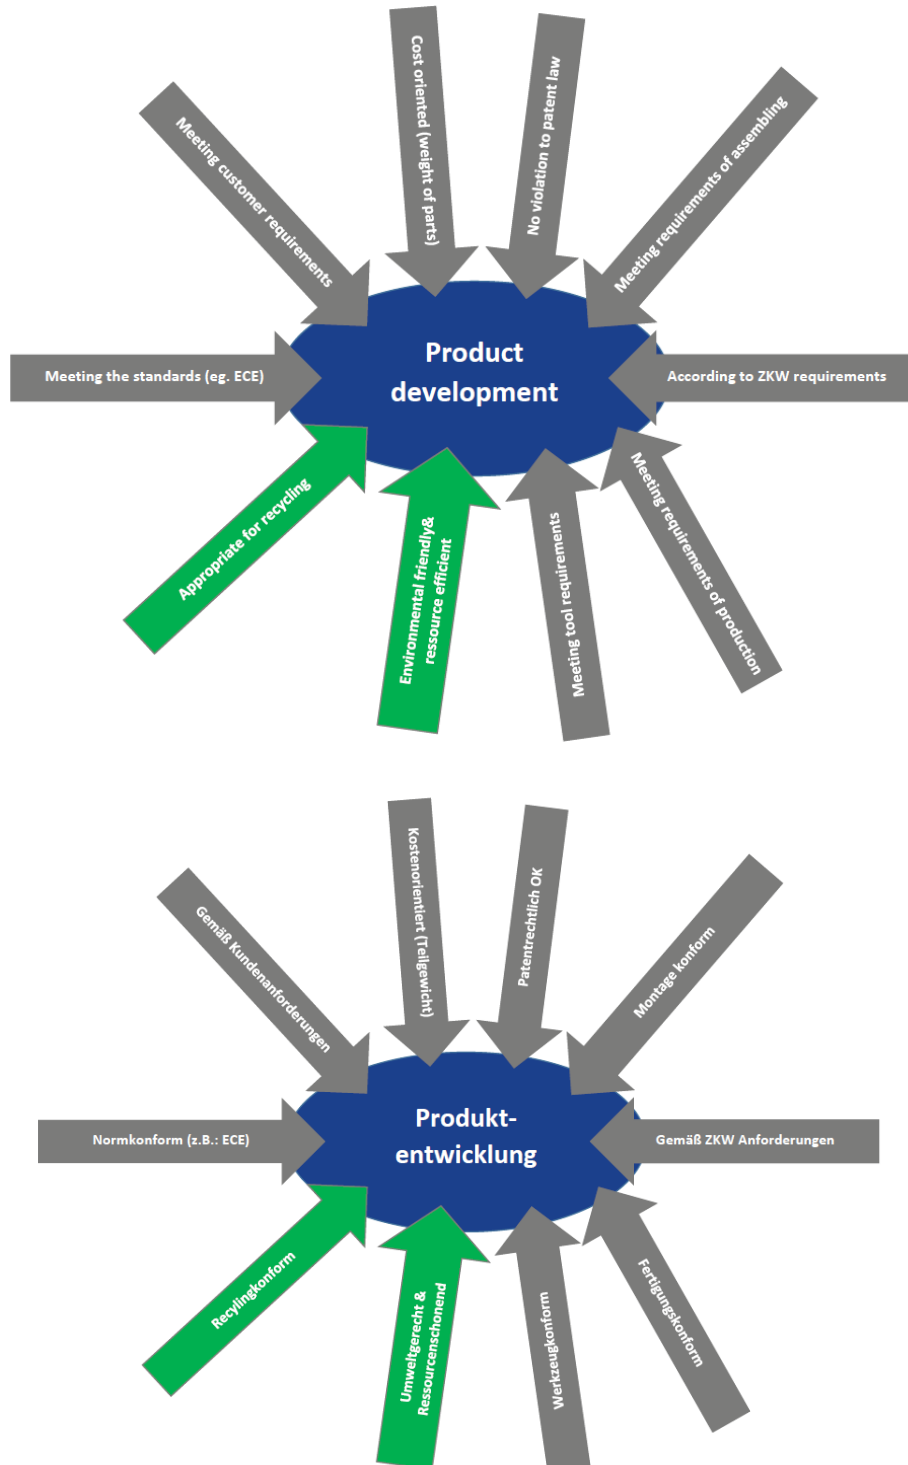 Cost oriented (weight of parts)
No violation to patent law
Meeting customer requirements
Meeting requirements of assembling
Product
development
Meeting the standards (eg. ECE)
According to ZKW requirements
Appropriate for recycling
Environmental friendly&
ressource efficient
Meeting tool requirements
Meeting requirements of production
Kostenorientiert (Teilgewicht)
Patentrechtlich OK
Gemäß Kundenanforderungen
Montage konform
Produkt-
entwicklung
Normkonform (z.B.: ECE)
Gemäß ZKW Anforderungen
Recylingkonform
Umweltgerecht &
Ressourcenschonend
Werkzeugkonform
Fertigungskonform